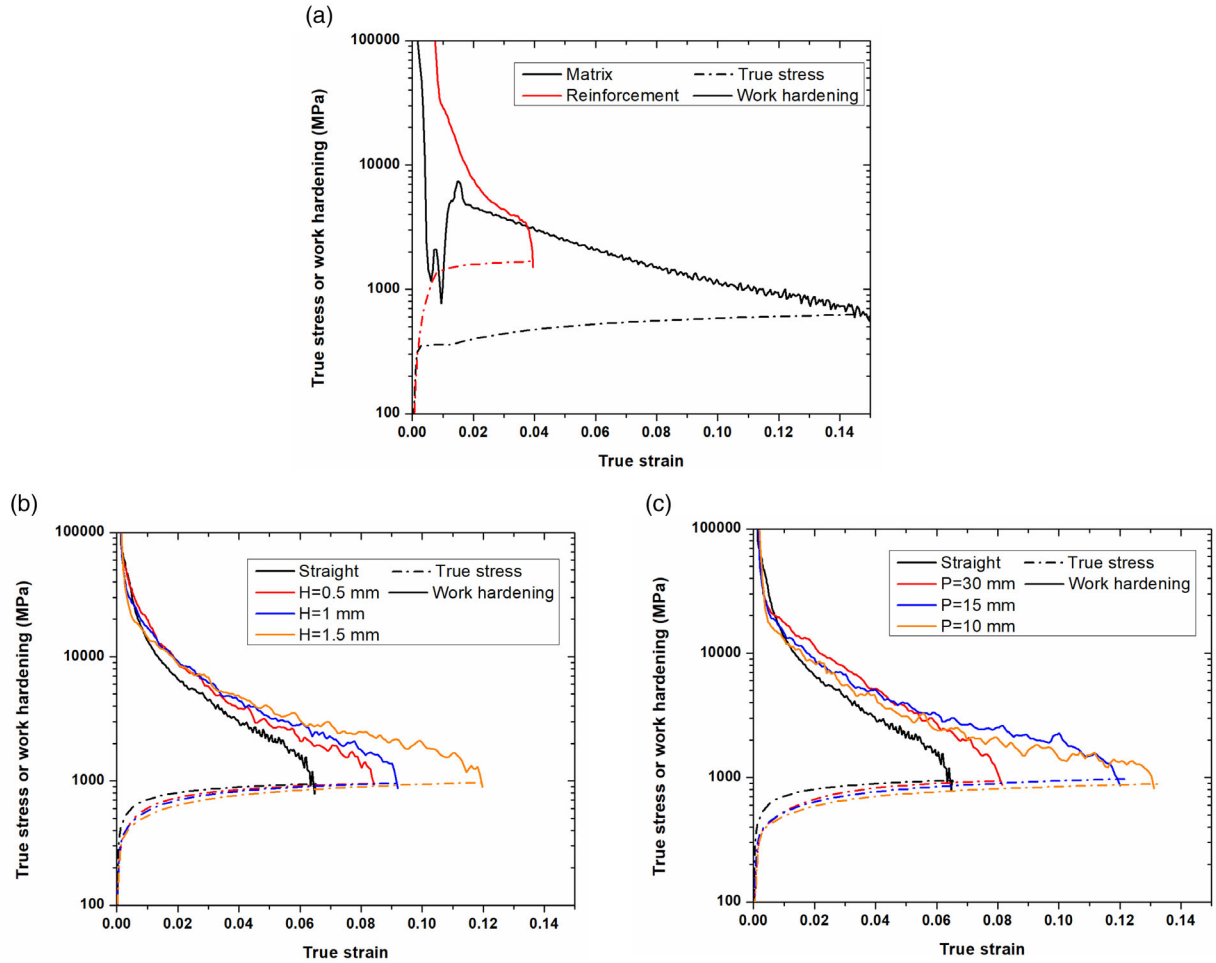 (a)
True stress or work hardening (MPa)
100000
10000
1000
100
Matrix
True stress
Reinforcement
Work hardening
0.00 0.02 0.04 0.06 0.08 0.10 0.12 0.14
True strain
(b)
True stress or work hardening (MPa)
100000
10000
1000
100
Straight
True stress
H=0.5 mm
Work hardening
H=1 mm
H=1.5 mm
0.00 0.02 0.04 0.06 0.08 0.10 0.12 0.14
True strain
(c)
True stress or work hardening (MPa)
100000
10000
1000
100
Straight
True stress
P=30 mm
Work hardening
P=15 mm
P=10 mm
0.00 0.02 0.04 0.06 0.08 0.10 0.12 0.14
True strain